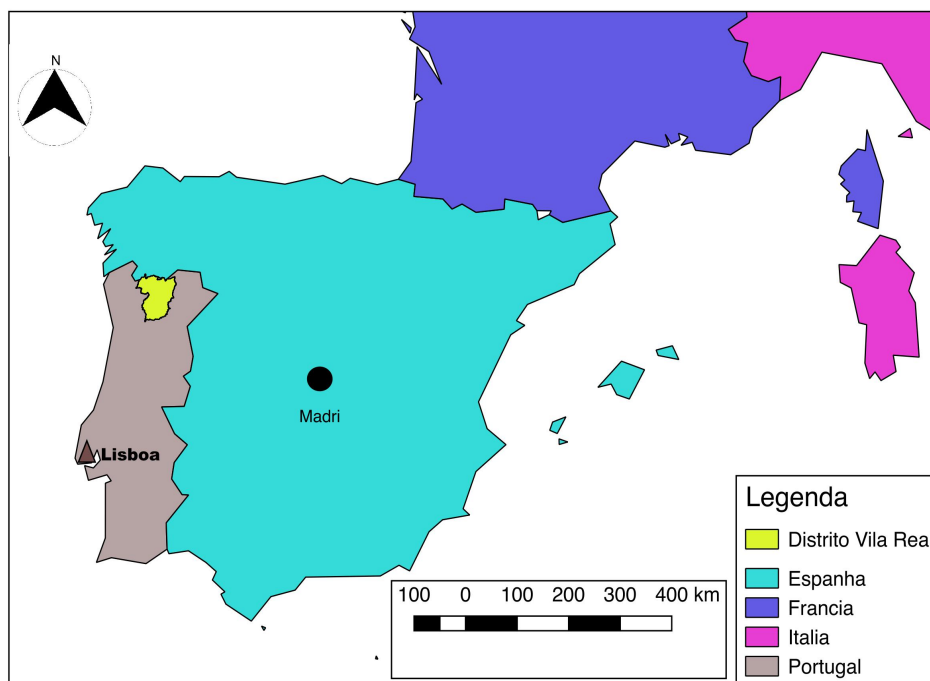 N
Madri
Lisboa
Legenda
Distrito Vila Rea
Espanha
Francia
Italia
Portugal
100 0 100 200 300 400 km